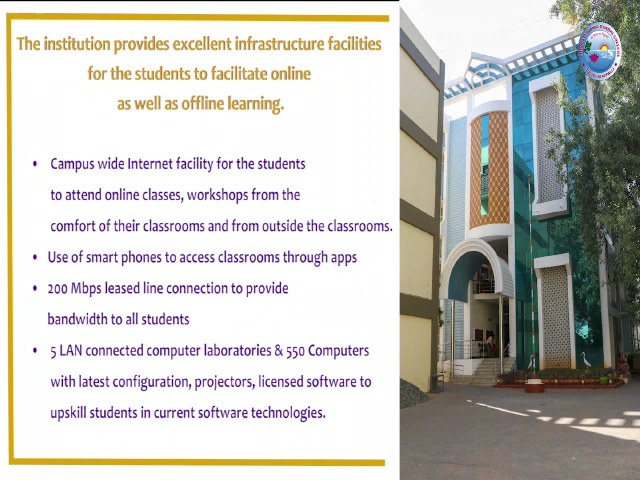 The institution provides excellent infrastructure facilities
for the students to facilitate online
as well as offline learning.
• Campus wide Internet facility for the students
to attend online classes, workshops from the
comfort of their classrooms and from outside the classrooms.
• Use of smart phones to access classrooms through apps
• 200 Mbps leased line connection to provide
bandwidth to all students
• 5 LAN connected computer laboratories & 550 Computers
with latest configuration, projectors, licensed software to
upskill students in current software technologies.